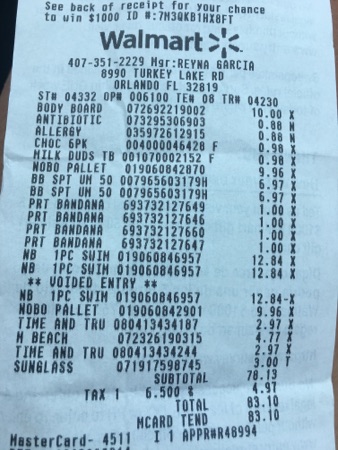 See back of receipt for your chance
to win $1000 ID #:7N3QKB1HX8FT
Walmart
407-351-2229 Mgr:REYNA GARCIA
8990 TURKEY LAKE RD
ORLANDO FL 32819
ST# 04332 OP# 006100 TE# 08 TR# 04230
BODY BOARD 072692219002 10.00 X
ANTIBIOTIC 073295306903 0.88 N
ALLERGY 035972612915 0.88 N
CHOC 6PK 004000046428 F 0.98 X
MILK DUDS TB 001070002152 F 0.98 X
NOBO PALLET 019060842870 9.96 X
BB SPT UM 50 007965603179H 6.97 X
BB SPT UM 50 007965603179H 6.97 X
PRT BANDANA 693732127649 1.00 X
PRT BANDANA 693732127646 1.00 X
PRT BANDANA 693732127660 1.00 X
PRT BANDANA 693732127647 1.00 X
NB 1PC SWIM 019060846957 12.84 X
NB 1PC SWIM 019060846957 12.84 X
** VOIDED ENTRY **
NB 1PC SWIM 019060846957 12.84-X
NOBO PALLET 019060842901 9.96 X
TIME AND TRU 080413434187 2.97 X
M BEACH 072326190315 4.77 X
TIME AND TRU 080413434244 2.97 X
SUNGLASS 071917598745 3.00 T
SUBTOTAL 78.13
TAX 1 6.500 % 4.97
TOTAL 83.10
MCARD TEND 83.10
MasterCard- 4511 I 1 APPR#R48994